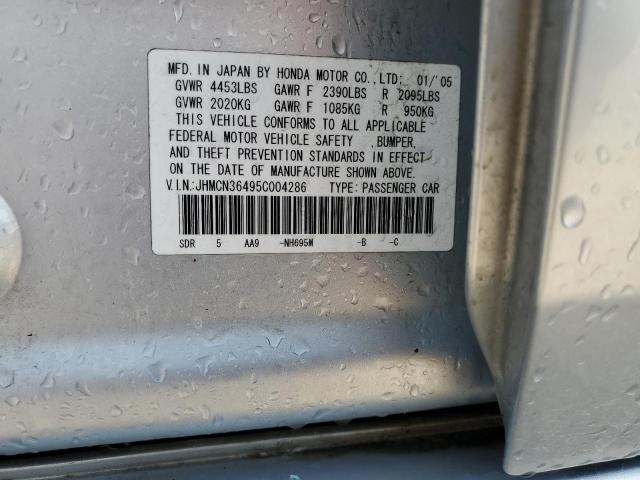 MFD. IN JAPAN BY HONDA MOTOR CO.,LTD: 01/'05
GVWR 4453LBS GAWR F 2390LBS R 2095LBS
GVWR 2020KG GAWR F 1085KG R 950KG
THIS VEHICLE CONFORMS TO ALL APPLICABLE
FEDERAL MOTOR VEHICLE SAFETY ,BUMPER,
AND THEFT PREVENTION STANDARDS IN EFFECT
ON THE DATE OF MANUFACTURE SHOWN ABOVE.
V.I.N:JHMCN36495C004286 TYPE: PASSENGER CAR
SDR 5 AA9 -NH695M -B -C